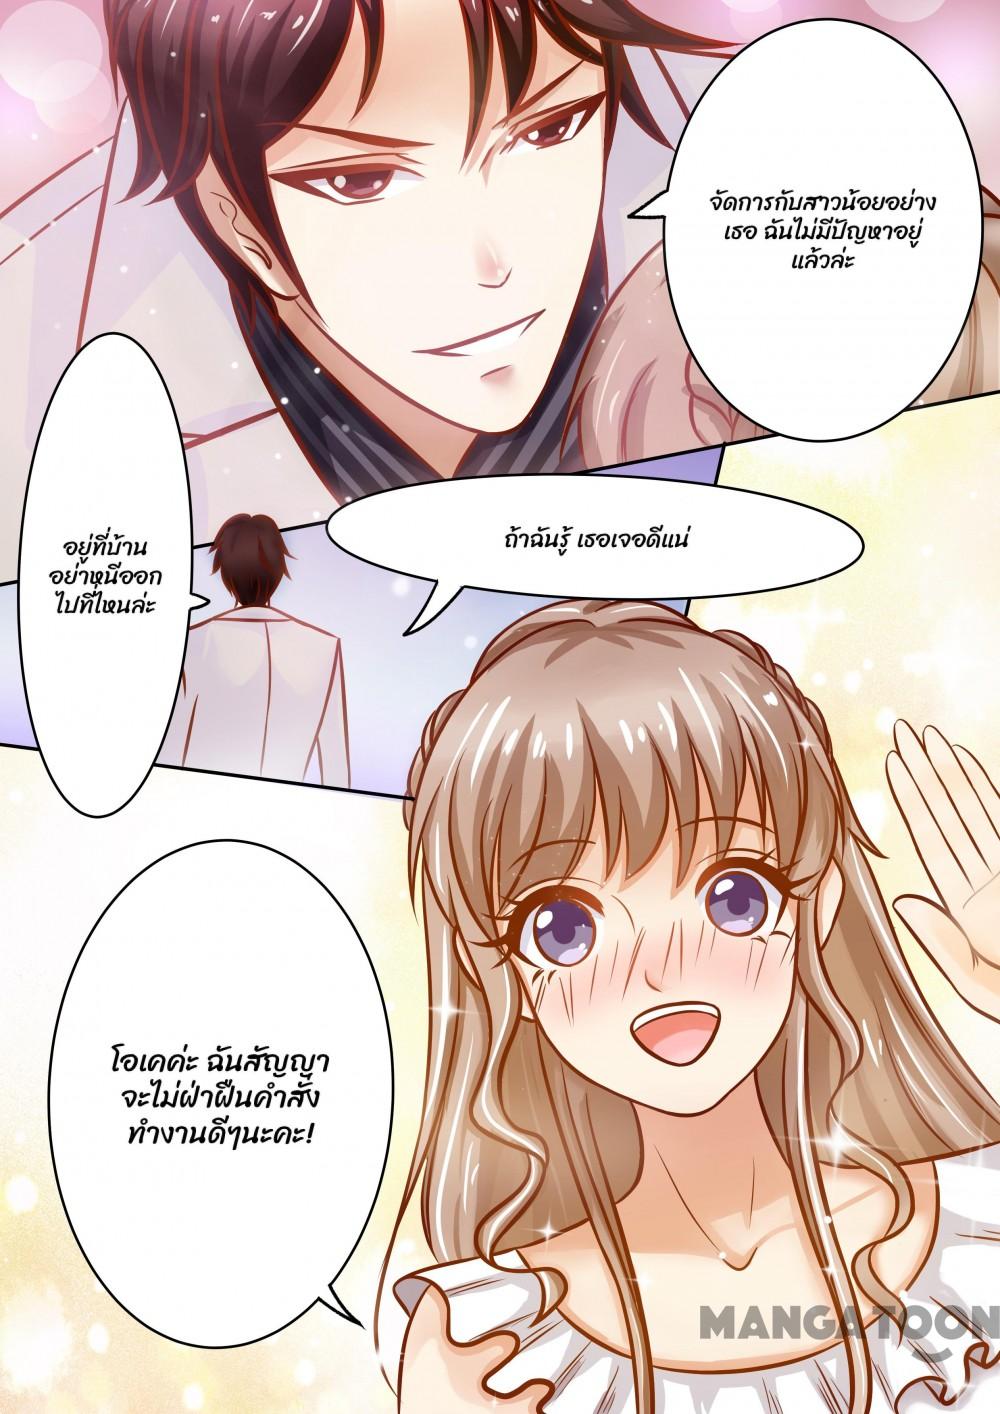 จัดการกับสาวน้อยอย่าง
เธอ ฉันไม่มีปัญหาอยู่
แล้วล่ะ
อยู่ที่บ้าน
อย่าหนีออก
ไปที่ไหนล่ะ
ถ้าฉันรู้ เธอเจอดีแน่
โอเคค่ะ ฉันสัญญา
จะไม่ฝ่าฝืนคำสั่ง
ทำงานดีๆนะคะ!
MANGATOON